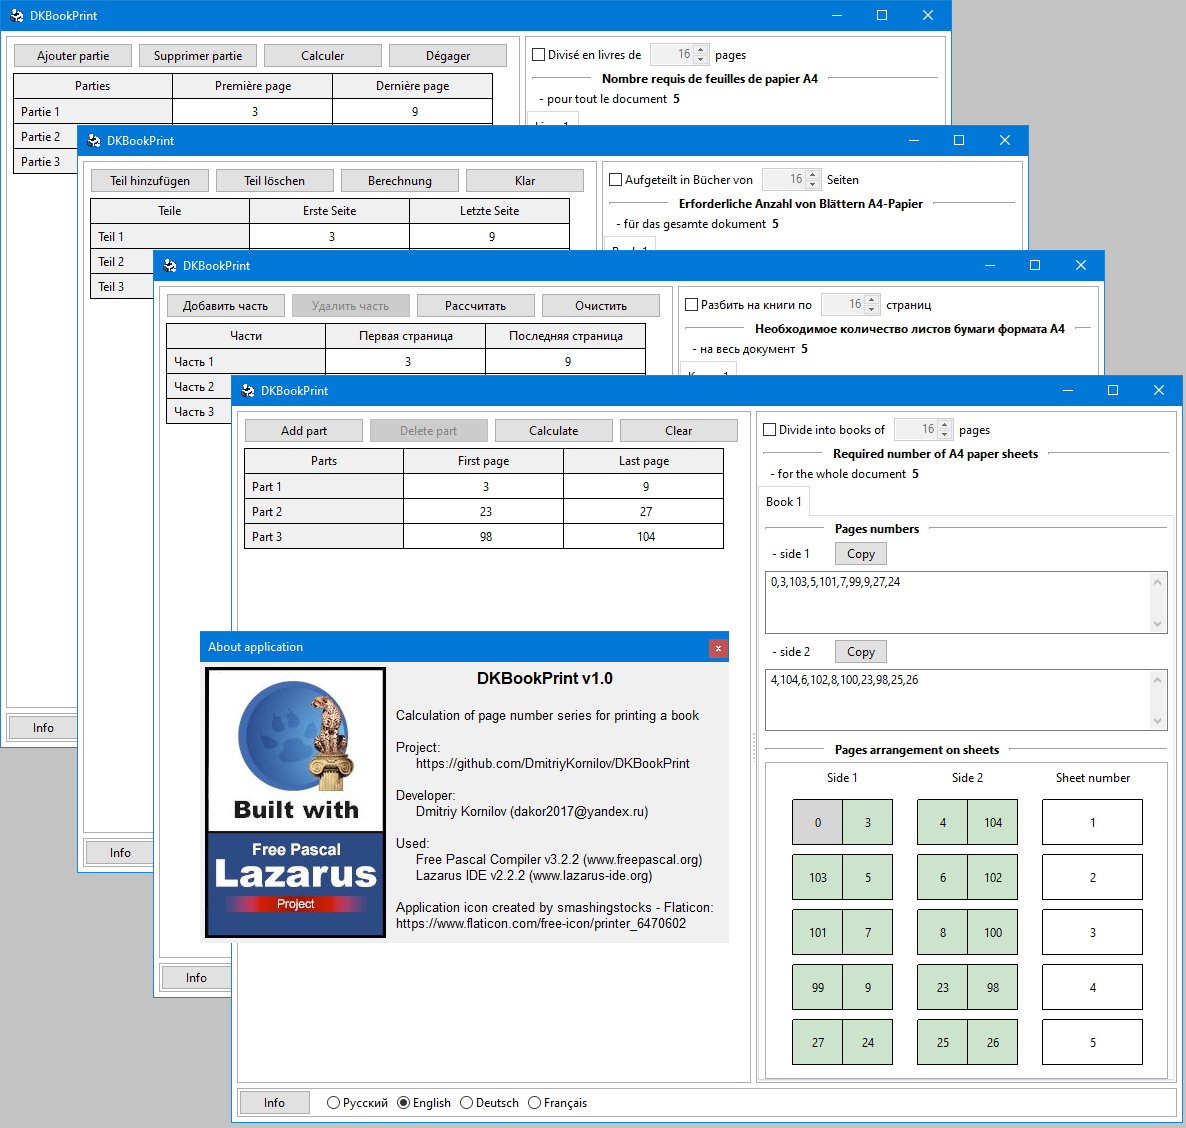 DKBookPrint
Ajouter partie Supprimer partie Calculer Dégager
Parties Première page Dernière page
Partie 1 3 9
Partie 2
Partie 3
Divisé en livres de 16 pages
Nombre requis de feuilles de papier A4
- pour tout le document 5
Info
DKBookPrint
Teil hinzufügen Teil löschen Berechnung Klar
Teile Erste Seite Letzte Seite
Teil 1 3 9
Teil 2
Teil 3
Aufgeteilt in Bücher von 16 Seiten
Erforderliche Anzahl von Blättern A4-Papier
- für das gesamte dokument 5
Info
DKBookPrint
Добавить часть Удалить часть Рассчитать Очистить
Части Первая страница Последняя страница
Часть 1 3 9
Часть 2
Часть 3
Разбить на книги по 16 страниц
Необходимое количество листов бумаги формата А4
- на весь документ 5
Info
DKBookPrint
Add part Delete part Calculate Clear
Parts First page Last page
Part 1 3 9
Part 2 23 27
Part 3 98 104
Divide into books of 16 pages
Required number of A4 paper sheets
- for the whole document 5
Book 1
Pages numbers
- side 1 Copy
0,3,103,5,101,7,99,9,27,24
- side 2 Copy
4,104,6,102,8,100,23,98,25,26
Pages arrangement on sheets
Side 1 Side 2 Sheet number
0 3 4 104 1
103 5 6 102 2
101 7 8 100 3
99 9 23 98 4
27 24 25 26 5
Info Русский English Deutsch Français
About application x
Built with
Free Pascal
Lazarus
Project
DKBookPrint v1.0
Calculation of page number series for printing a book
Project:
https://github.com/DmitriyKornilov/DKBookPrint
Developer:
Dmitriy Kornilov (dakor2017@yandex.ru)
Used:
Free Pascal Compiler v3.2.2 (www.freepascal.org)
Lazarus IDE v2.2.2 (www.lazarus-ide.org)
Application icon created by smashingstocks - Flaticon:
https://www.flaticon.com/free-icon/printer_6470602